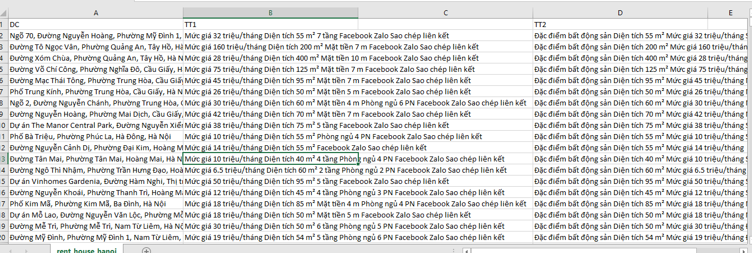 A B C D E
DC TT1 TT2
Ngõ 70, Đường Nguyễn Hoàng, Phường Mỹ Đình 1, Mức giá 32 triệu/tháng Diện tích 55 m² 7 tầng Facebook Zalo Sao chép liên kết Đặc điểm bất động sản Diện tích 55 m² Mức giá 32 triệu/tháng
Đường Tô Ngọc Vân, Phường Quảng An, Tây Hồ, Mức giá 160 triệu/tháng Diện tích 200 m² Mặt tiền 7 m Facebook Zalo Sao chép liên kết Đặc điểm bất động sản Diện tích 200 m² Mức giá 160 triệu/thán
Đường Xóm Chùa, Phường Quảng An, Tây Hồ, Hà N Mức giá 28 triệu/tháng Diện tích 400 m² Mặt tiền 10 m Facebook Zalo Sao chép liên kết Đặc điểm bất động sản Diện tích 400 m² Mức giá 28 triệu/tháng
Đường Võ Chí Công, Phường Nghĩa Đô, Cầu Giấy, Mức giá 75 triệu/tháng Diện tích 125 m² Mặt tiền 7 m Facebook Zalo Sao chép liên kết Đặc điểm bất động sản Diện tích 125 m² Mức giá 75 triệu/tháng
Đường Mạc Thái Tông, Phường Trung Hòa, Cầu Giấ Mức giá 45 triệu/tháng Diện tích 95 m² Mặt tiền 7 m Facebook Zalo Sao chép liên kết Đặc điểm bất động sản Diện tích 95 m² Mức giá 45 triệu/tháng
Phố Trung Kính, Phường Trung Hòa, Cầu Giấy, Hà N Mức giá 26 triệu/tháng Diện tích 50 m² Mặt tiền 5 m Facebook Zalo Sao chép liên kết Đặc điểm bất động sản Diện tích 50 m² Mức giá 26 triệu/tháng
Ngõ 2, Đường Nguyễn Chánh, Phường Trung Hòa, Mức giá 30 triệu/tháng Diện tích 60 m² Mặt tiền 4 m Phòng ngủ 6 PN Facebook Zalo Sao chép liên kết Đặc điểm bất động sản Diện tích 60 m² Mức giá 30 triệu/tháng
Đường Nguyễn Hoàng, Phường Mai Dịch, Cầu Giấy Mức giá 42 triệu/tháng Diện tích 70 m² Mặt tiền 7 m Facebook Zalo Sao chép liên kết Đặc điểm bất động sản Diện tích 70 m² Mức giá 42 triệu/tháng
Dự án The Manor Central Park, Đường Nguyễn Xiể Mức giá 38 triệu/tháng Diện tích 75 m² 5 tầng Facebook Zalo Sao chép liên kết Đặc điểm bất động sản Diện tích 75 m² Mức giá 38 triệu/tháng
Phố Bà Triệu, Phường Phúc La, Hà Đông, Hà Nội Mức giá 10 triệu/tháng Diện tích 55 m² Phòng ngủ 4 PN Facebook Zalo Sao chép liên kết Đặc điểm bất động sản Diện tích 55 m² Mức giá 10 triệu/tháng
Đường Nguyễn Cảnh Dị, Phường Đại Kim, Hoàng M Mức giá 14 triệu/tháng Diện tích 55 m² Facebook Zalo Sao chép liên kết Đặc điểm bất động sản Diện tích 55 m² Mức giá 14 triệu/tháng
Đường Tân Mai, Phường Tân Mai, Hoàng Mai, Hà N Mức giá 10 triệu/tháng Diện tích 40 m² 4 tầng Phòng ngủ 4 PN Facebook Zalo Sao chép liên kết Đặc điểm bất động sản Diện tích 40 m² Mức giá 10 triệu/tháng
Đường Ngô Thì Nhậm, Phường Trần Hưng Đạo, Mức giá 6.5 triệu/tháng Diện tích 60 m² 2 tầng Phòng ngủ 2 PN Facebook Zalo Sao chép liên kết Đặc điểm bất động sản Diện tích 60 m² Mức giá 6.5 triệu/tháng
Dự án Vinhomes Gardenia, Đường Hàm Nghi, Mức giá 50 triệu/tháng Diện tích 95 m² 5 tầng Facebook Zalo Sao chép liên kết Đặc điểm bất động sản Diện tích 95 m² Mức giá 50 triệu/tháng
Đường Nguyễn Khoái, Phường Thanh Trì, Hoàng M Mức giá 12 triệu/tháng Diện tích 45 m² 4 tầng Phòng ngủ 3 PN Facebook Zalo Sao chép liên kết Đặc điểm bất động sản Diện tích 45 m² Mức giá 12 triệu/tháng
Phố Kim Mã, Phường Kim Mã, Ba Đình, Hà Nội Mức giá 18 triệu/tháng Diện tích 85 m² Mặt tiền 4 m Phòng ngủ 4 PN Facebook Zalo Sao chép liên kết Đặc điểm bất động sản Diện tích 85 m² Mức giá 18 triệu/tháng
Dự án Mỗ Lao, Đường Nguyễn Văn Lộc, Phường Mức giá 18 triệu/tháng Diện tích 50 m² Mặt tiền 5 m Facebook Zalo Sao chép liên kết Đặc điểm bất động sản Diện tích 50 m² Mức giá 18 triệu/tháng
Đường Mễ Trì, Phường Mễ Trì, Nam Từ Liêm, Hà N Mức giá 30 triệu/tháng Diện tích 50 m² 5 tầng Phòng ngủ 5 PN Facebook Zalo Sao chép liên kết Đặc điểm bất động sản Diện tích 50 m² Mức giá 30 triệu/tháng
Đường Mỹ Đình, Phường Mỹ Đình 1, Nam Từ Liêm, Mức giá 19 triệu/tháng Diện tích 54 m² 5 tầng Phòng ngủ 6 PN Facebook Zalo Sao chép liên kết Đặc điểm bất động sản Diện tích 54 m² Mức giá 19 triệu/tháng
rent_house_hanoi